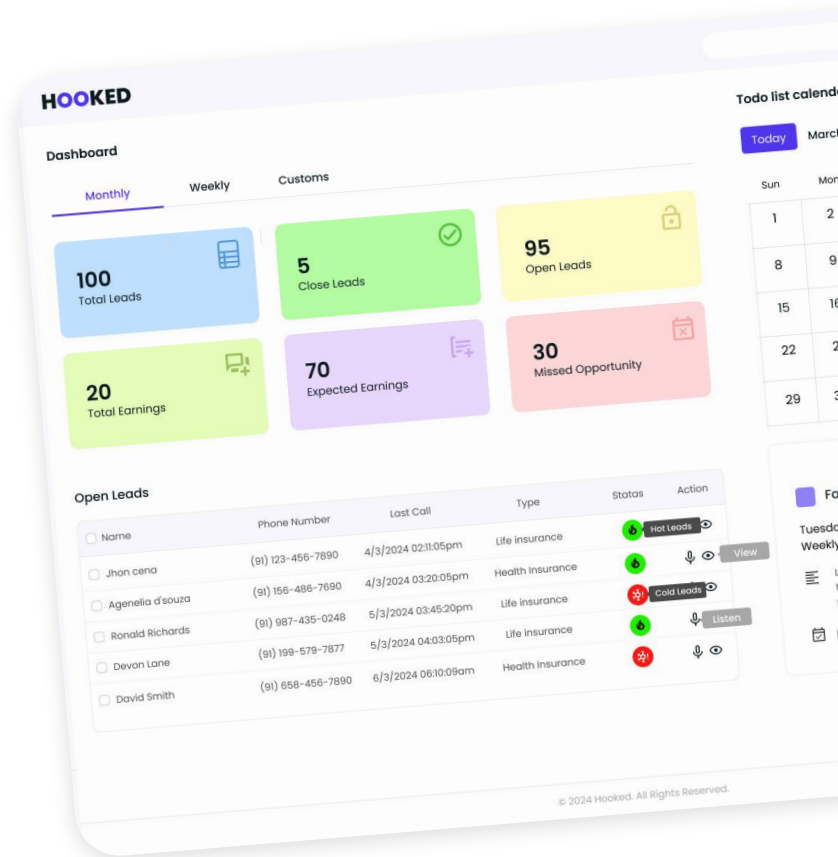 HOOKED
Dashboard
Monthly Weekly Customs
100
Total Leads
5
Close Leads
95
Open Leads
20
Total Earnings
70
Expected Earnings
30
Missed Opportunity
Open Leads
Name Phone Number Last Call Type Status Action
Jhon cena (91) 123-456-7890 4/3/2024 02:11:05pm Life insurance Hot Leads
Agenelia d'souza (91) 156-486-7690 4/3/2024 03:20:05pm Health Insurance View
Ronald Richards (91) 987-435-0248 5/3/2024 03:45:20pm Life insurance Cold Leads
Devon Lane (91) 199-579-7877 5/3/2024 04:03:05pm Life insurance Listen
David Smith (91) 658-456-7890 6/3/2024 06:10:09am Health Insurance
Todo list
Today
Sun
1 2
8 9
15
22
29
Weekly
© 2024 Hooked. All Rights Reserved.